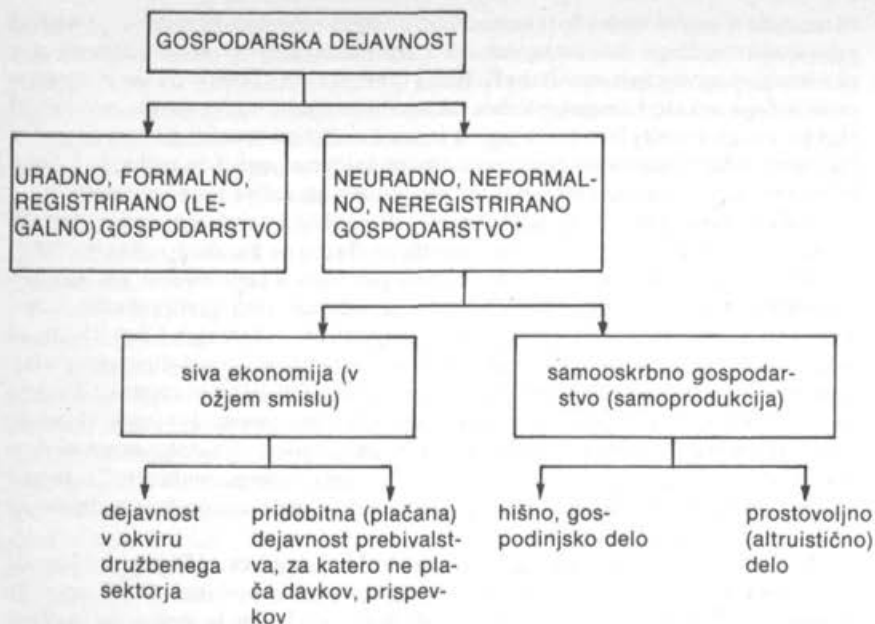 GOSPODARSKA DEJAVNOST
URADNO, FORMALNO,
REGISTRIRANO (LE-
GALNO) GOSPODARSTVO
NEURADNO, NEFORMAL-
NO, NEREGISTRIRANO
GOSPODARSTVO*
siva ekonomija (v
ožjem smislu)
samooskrbno gospodar-
stvo (samoprodukcija)
dejavnost
v okviru
družbenega
sektorja
pridobitna (plačana)
dejavnost prebivalst-
va, za katero ne pla-
ča davkov, prispev-
kov
hišno, gos-
podinjsko delo
prostovoljno
(altruistično)
delo